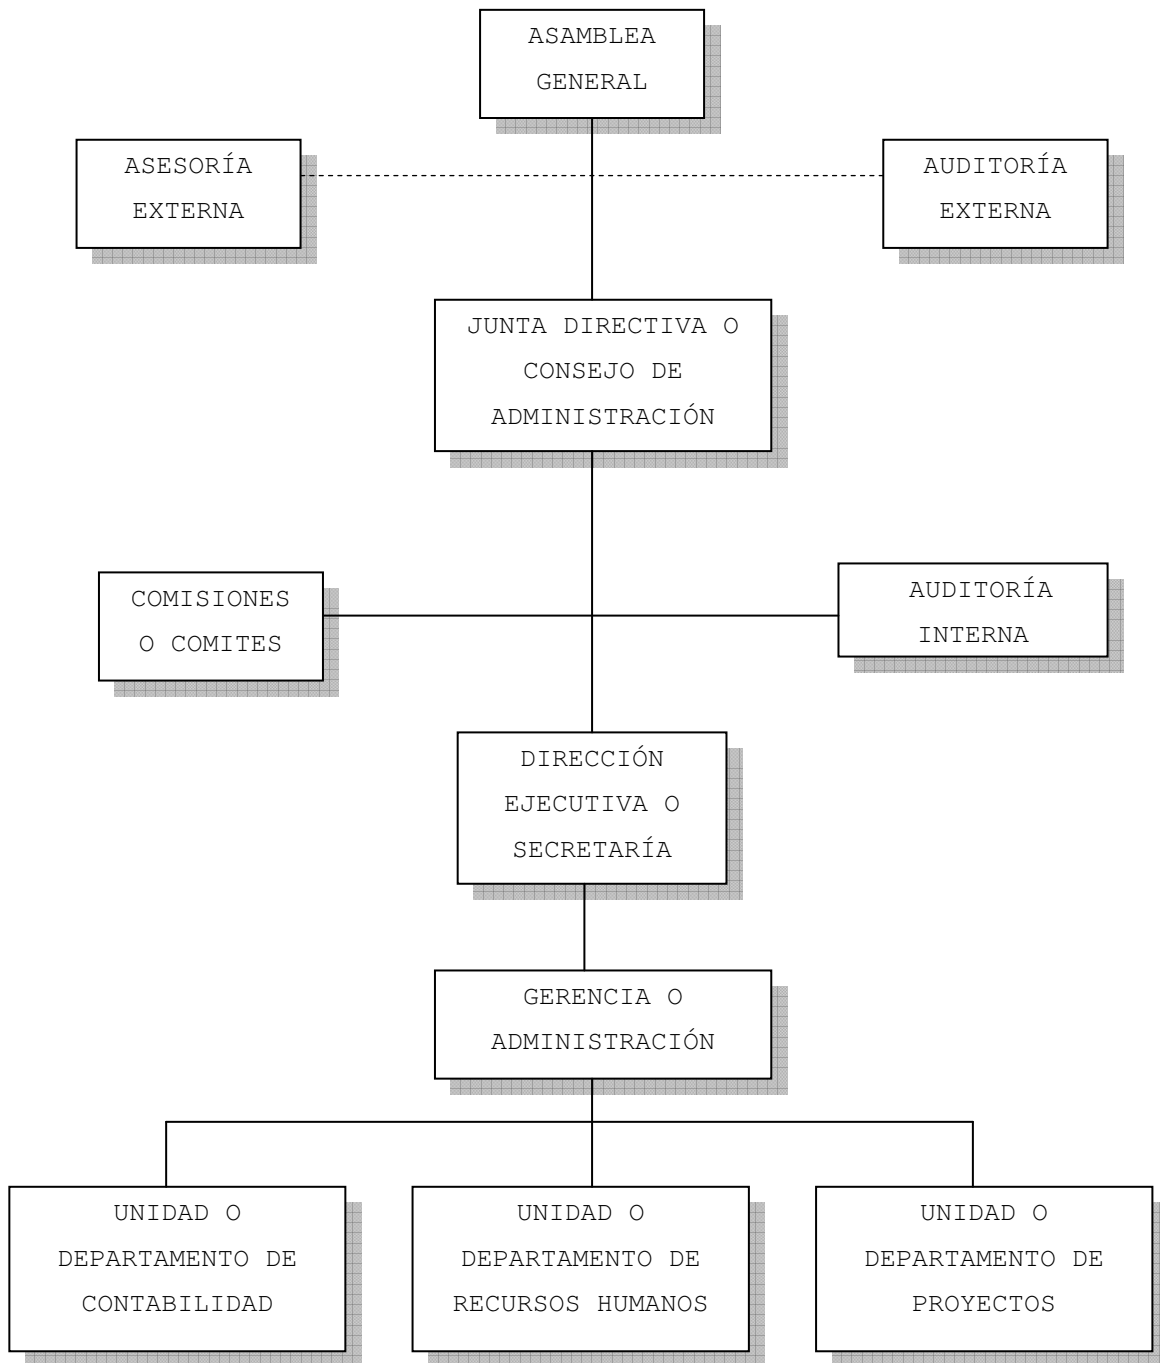 ASAMBLEA
GENERAL
ASESORÍA
EXTERNA
AUDITORÍA
EXTERNA
JUNTA DIRECTIVA O
CONSEJO DE
ADMINISTRACIÓN
COMISIONES
O COMITES
AUDITORÍA
INTERNA
DIRECCIÓN
EJECUTIVA O
SECRETARÍA
GERENCIA O
ADMINISTRACIÓN
UNIDAD O
DEPARTAMENTO DE
CONTABILIDAD
UNIDAD O
DEPARTAMENTO DE
RECURSOS HUMANOS
UNIDAD O
DEPARTAMENTO DE
PROYECTOS